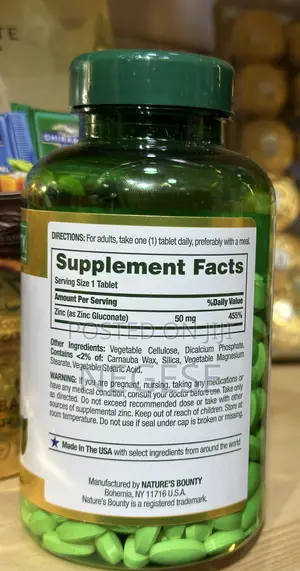 GHIRARDELLI
DIRECTIONS: For adults, take one (1) tablet daily, preferably with a meal.
Supplement Facts
Serving Size 1 Tablet
Amount Per Serving %Daily Value
Zinc (as Zinc Gluconate) 50 mg 455%
POSTED ON JIJI
NEGESE
Other Ingredients: Vegetable Cellulose, Dicalcium Phosphate.
Contains <2% of: Carnauba Wax, Silica, Vegetable Magnesium
Stearate, Vegetable Stearic Acid.
WARNING: If you are pregnant, nursing, taking any medications or
have any medical condition, consult your doctor before use. Take only
as directed. Do not exceed recommended dose or take with other
sources of supplemental zinc. Keep out of reach of children. Store at
room temperature. Do not use if seal under cap is broken or missing.
★ Made in The USA with select ingredients from around the world
Manufactured by NATURE'S BOUNTY
Bohemia, NY 11716 U.S.A.
Nature's Bounty is a registered trademark.